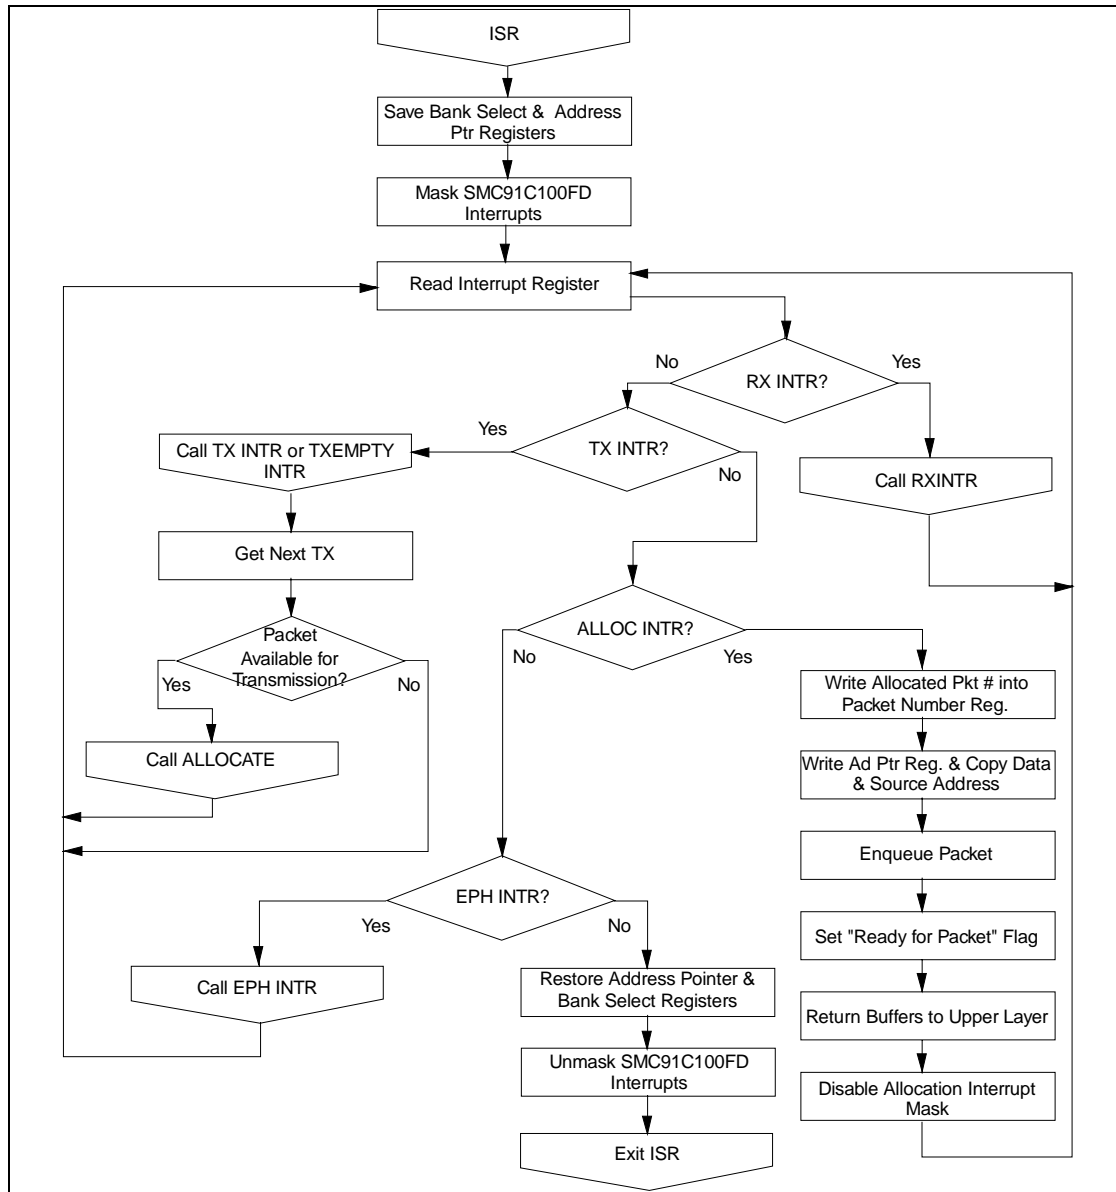 ISR
Save Bank Select & Address
Ptr Registers
Mask SMC91C100FD
Interrupts
Read Interrupt Register
No
Yes
RX INTR?
Yes
Call TX INTR or TXEMPTY
INTR
TX INTR?
No
Call RXINTR
Get Next TX
Packet
Available for
Transmission?
Yes
No
Call ALLOCATE
ALLOC INTR?
No
Yes
Write Allocated Pkt # into
Packet Number Reg.
Write Ad Ptr Reg. & Copy Data
& Source Address
Enqueue Packet
Set "Ready for Packet" Flag
Return Buffers to Upper Layer
Disable Allocation Interrupt
Mask
EPH INTR?
Yes
No
Call EPH INTR
Restore Address Pointer &
Bank Select Registers
Unmask SMC91C100FD
Interrupts
Exit ISR